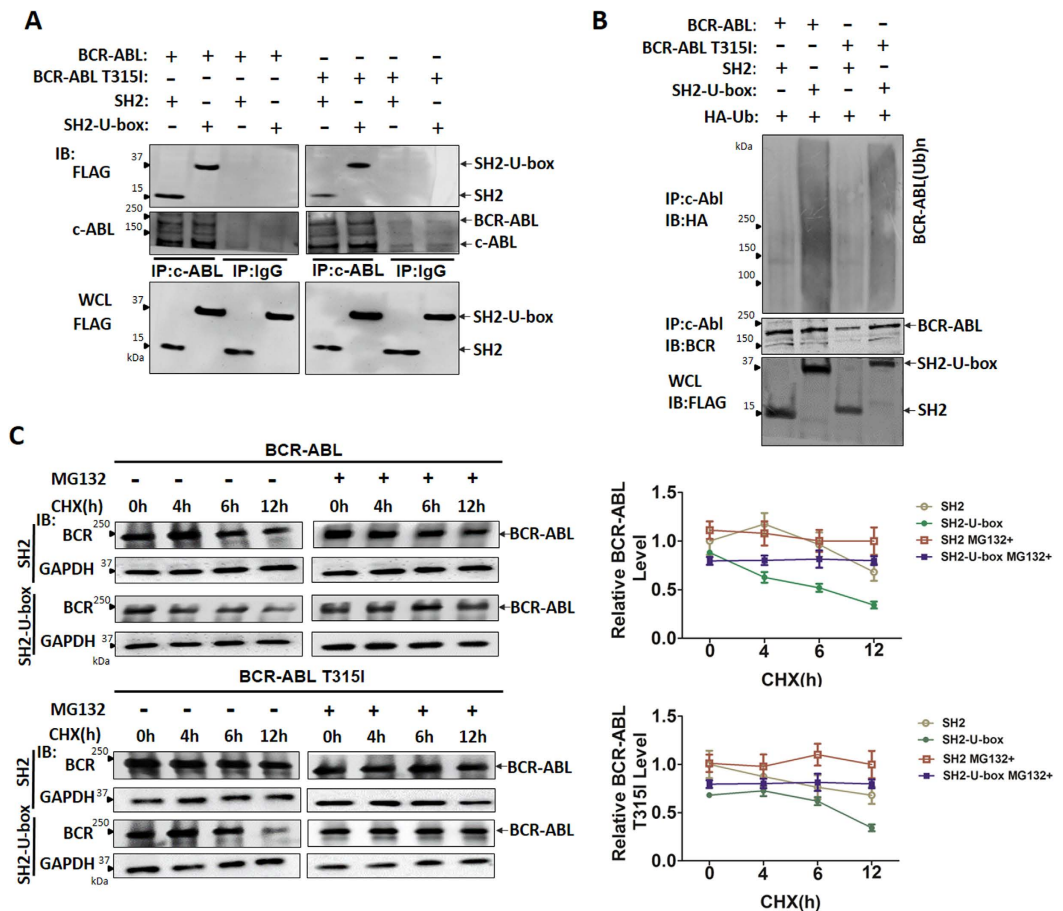 A
BCR-ABL: + + + + - - - -
BCR-ABL T315I: - - - - + + + +
SH2: + - + - + - + -
SH2-U-box: - + - + - + - +
IB:
FLAG
37
15
SH2-U-box
SH2
250
c-ABL
150
BCR-ABL
c-ABL
IP:c-ABL IP:IgG IP:c-ABL IP:IgG
WCL
FLAG
37
15
kDa
SH2-U-box
SH2
B
BCR-ABL: + + - -
BCR-ABL T315I: - - + +
SH2: + - + -
SH2-U-box: - + - +
HA-Ub: + + + +
kDa
IP:c-Abl
IB:HA
250
150
100
BCR-ABL(Ub)n
IP:c-Abl
IB:BCR
250
150
BCR-ABL
WCL
IB:FLAG
37
15
SH2-U-box
SH2
C
BCR-ABL
MG132 - - - - + + + +
CHX(h) 0h 4h 6h 12h 0h 4h 6h 12h
IB:
SH2
BCR 250
BCR-ABL
GAPDH 37
SH2-U-box
BCR 250
BCR-ABL
GAPDH 37
kDa
BCR-ABL T315I
MG132 - - - - + + + +
CHX(h) 0h 4h 6h 12h 0h 4h 6h 12h
IB:
SH2
BCR 250
BCR-ABL
GAPDH 37
SH2-U-box
BCR 250
BCR-ABL
GAPDH 37
kDa
Relative BCR-ABL
Level
1.5
1.0
0.5
0.0
0 4 6 12
CHX(h)
SH2
SH2-U-box
SH2 MG132+
SH2-U-box MG132+
Relative BCR-ABL
T315I Level
1.5
1.0
0.5
0.0
0 4 6 12
CHX(h)
SH2
SH2-U-box
SH2 MG132+
SH2-U-box MG132+